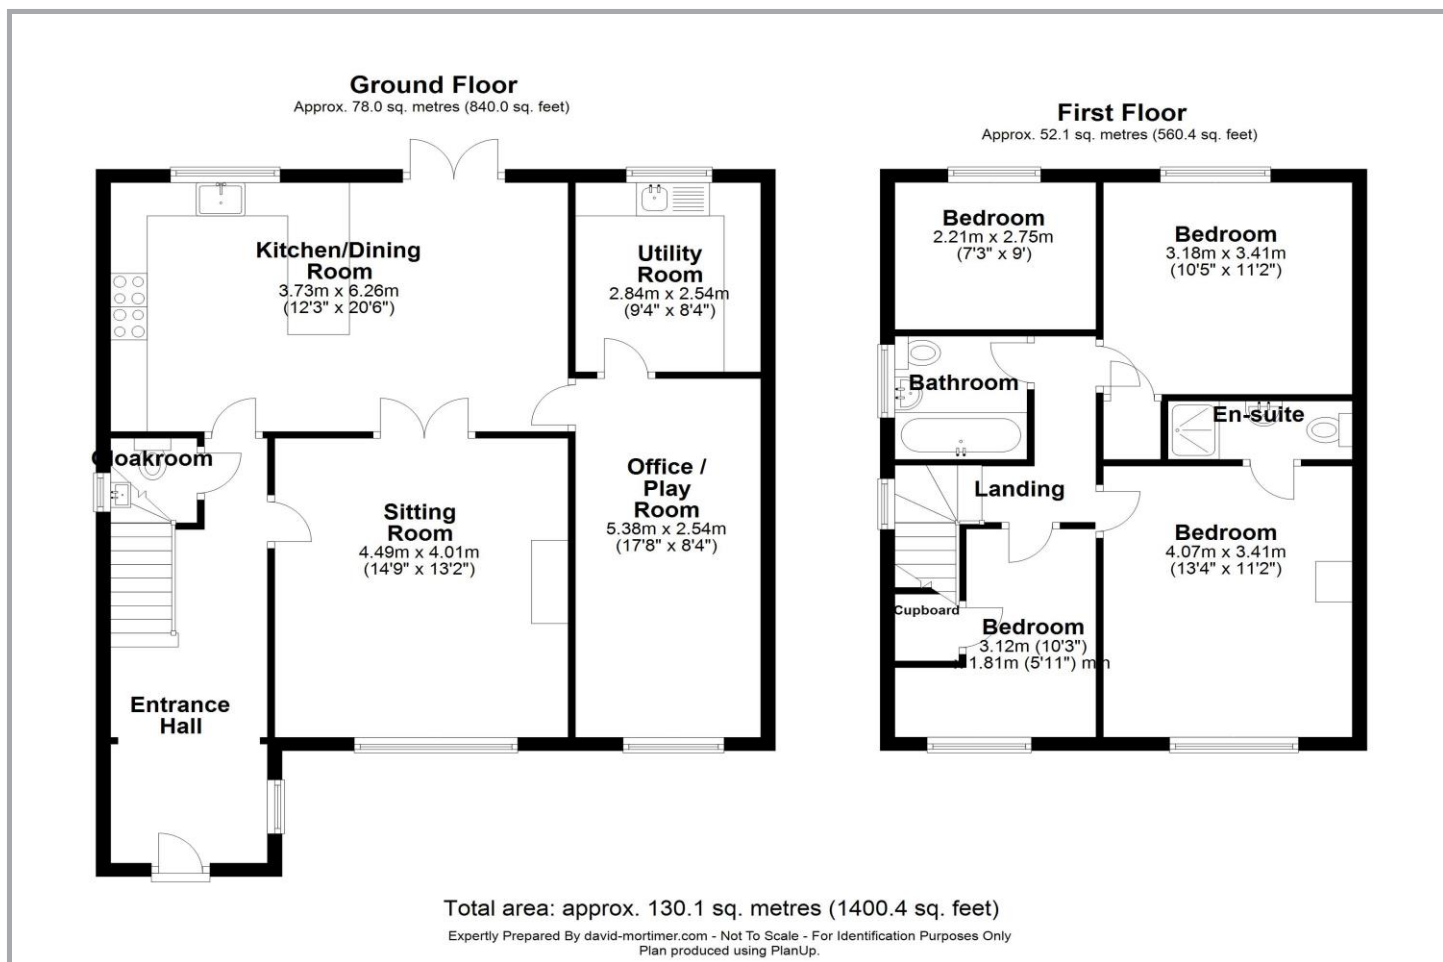 Ground Floor
Approx. 78.0 sq. metres (840.0 sq. feet)
Kitchen/Dining
Room
3.73m x 6.26m
(12'3" x 20'6")
Utility
Room
2.84m x 2.54m
(9'4" x 8'4")
Cloakroom
Sitting
Room
4.49m x 4.01m
(14'9" x 13'2")
Office /
Play
Room
5.38m x 2.54m
(17'8" x 8'4")
Entrance
Hall
First Floor
Approx. 52.1 sq. metres (560.4 sq. feet)
Bedroom
2.21m x 2.75m
(7'3" x 9')
Bedroom
3.18m x 3.41m
(10'5" x 11'2")
Bathroom
En-suite
Landing
Bedroom
4.07m x 3.41m
(13'4" x 11'2")
Cupboard
Bedroom
3.12m (10'3")
x 1.81m (5'11") min
Total area: approx. 130.1 sq. metres (1400.4 sq. feet)
Expertly Prepared By david-mortimer.com - Not To Scale - For Identification Purposes Only
Plan produced using PlanUp.